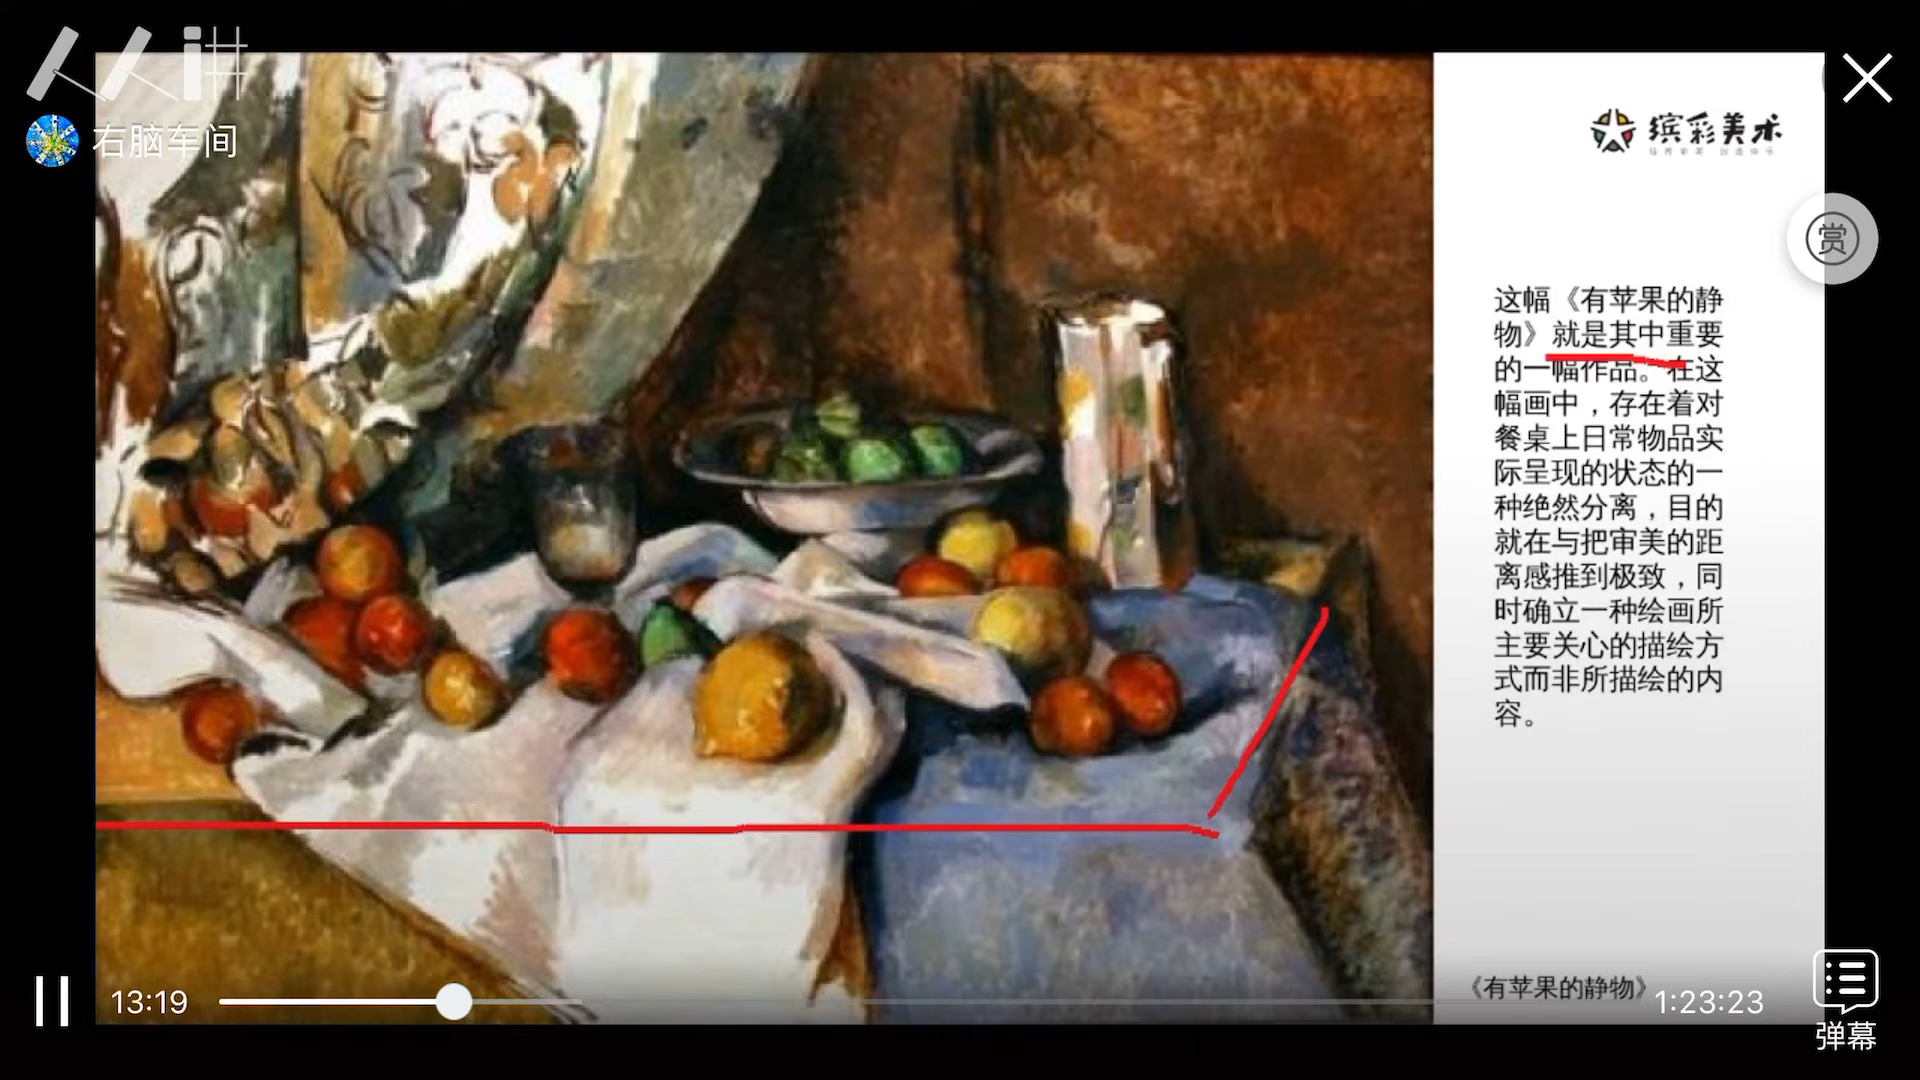 人人讲
右脑车间
缤彩美术
赏
这幅《有苹果的静
物》就是其中重要
的一幅作品。在这
幅画中，存在着对
餐桌上日常物品实
际呈现的状态的一
种绝然分离，目的
就在与把审美的距
离感推到极致，同
时确立一种绘画所
主要关心的描绘方
式而非所描绘的内
容。
《有苹果的静物》
13:19
1:23:23
弹幕